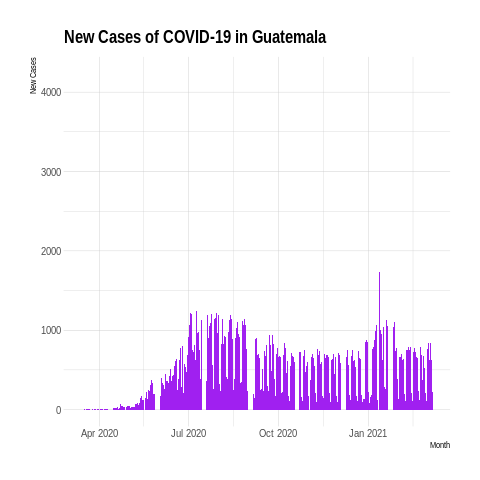 New Cases of COVID-19 in Guatemala
New Cases
4000
3000
2000
1000
0
Apr 2020
Jul 2020
Oct 2020
Jan 2021
Month